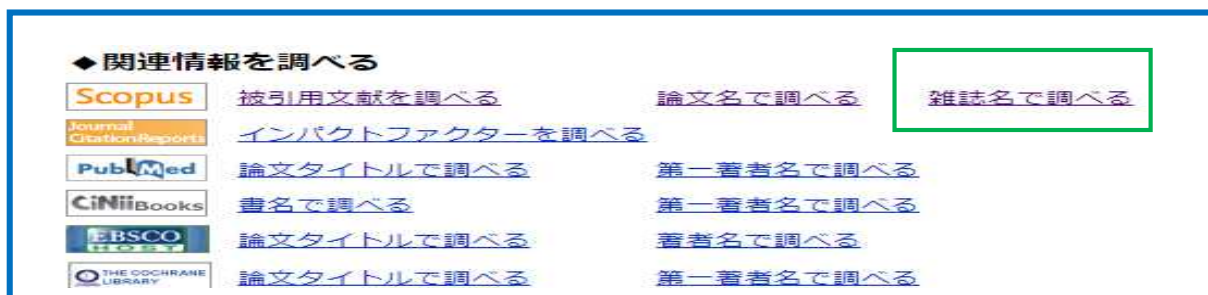 ◆関連情報を調べる
Scopus 被引用文献を調べる 論文名で調べる 雑誌名で調べる
Journal CitationReports インパクトファクターを調べる
PubMed 論文タイトルで調べる 第一著者名で調べる
CiNii Books 書名で調べる 第一著者名で調べる
EBSCO HOST 論文タイトルで調べる 著者名で調べる
THE COCHRANE LIBRARY 論文タイトルで調べる 第一著者名で調べる